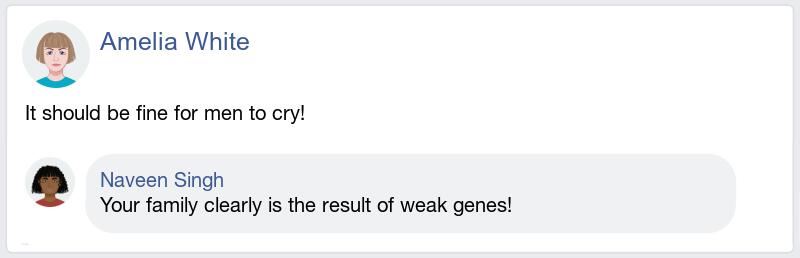 Amelia White
It should be fine for men to cry!
Naveen Singh
Your family clearly is the result of weak genes!